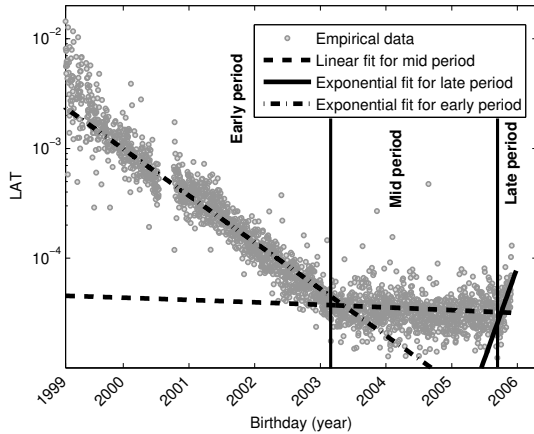 10⁻²
10⁻³
10⁻⁴
LAT
Empirical data
Linear fit for mid period
Exponential fit for late period
Exponential fit for early period
Early period
Mid period
Late period
1999
2000
2001
2002
2003
2004
2005
2006
Birthday (year)